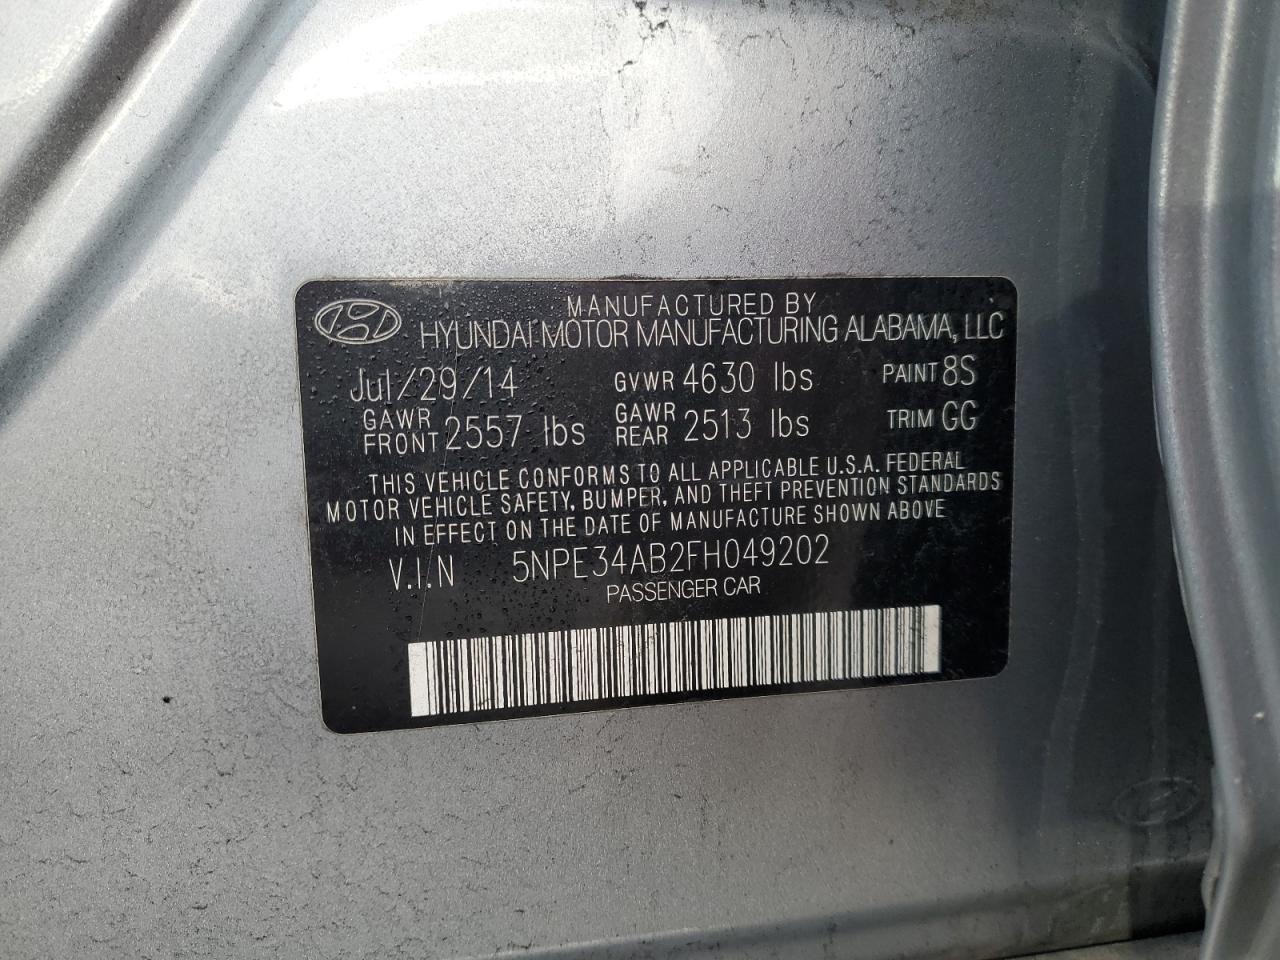 MANUFACTURED BY
HYUNDAI MOTOR MANUFACTURING ALABAMA, LLC
Jul/29/14 GVWR 4630 lbs PAINT 8S
GAWR FRONT 2557 lbs GAWR REAR 2513 lbs TRIM GG
THIS VEHICLE CONFORMS TO ALL APPLICABLE U.S.A. FEDERAL
MOTOR VEHICLE SAFETY, BUMPER, AND THEFT PREVENTION STANDARDS
IN EFFECT ON THE DATE OF MANUFACTURE SHOWN ABOVE
V.I.N 5NPE34AB2FH049202
PASSENGER CAR